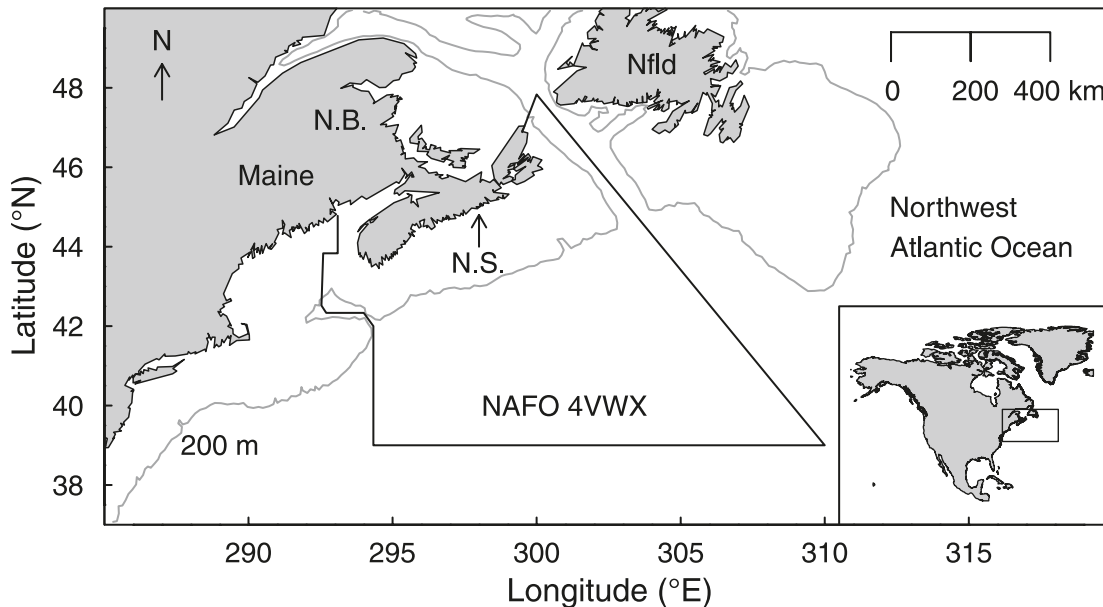 N
Nfld
0 200 400 km
N.B.
Maine
Northwest
Atlantic Ocean
N.S.
NAFO 4VWX
200 m
48
46
44
42
40
38
Latitude (°N)
290 295 300 305 310 315
Longitude (°E)